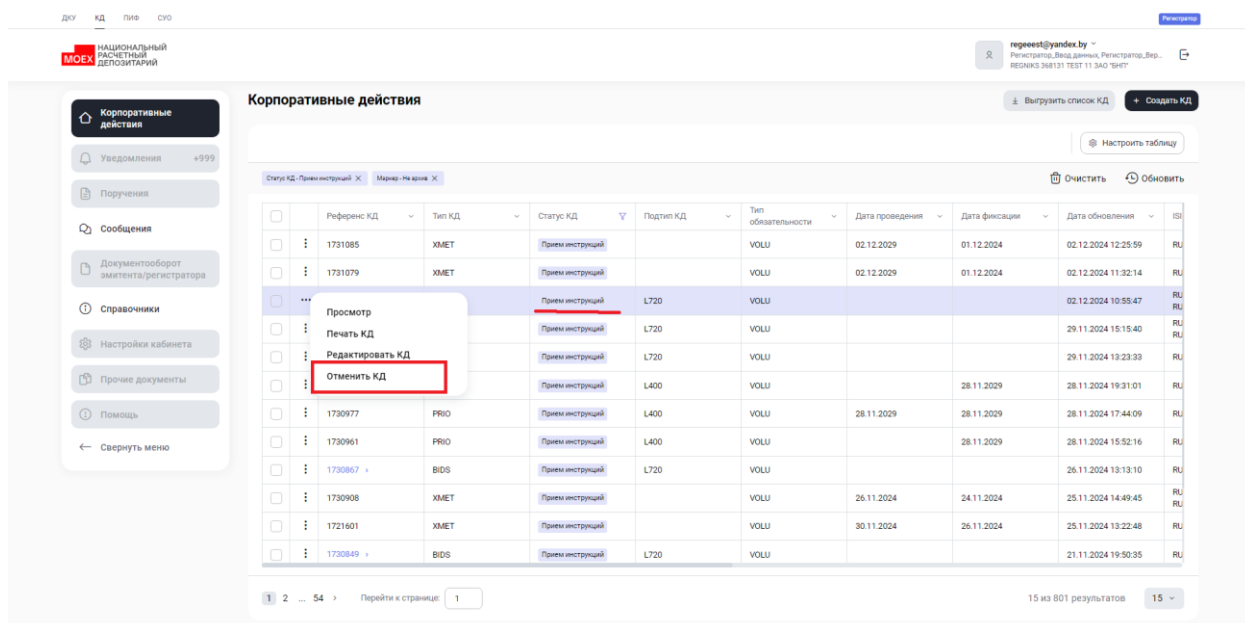 ДКУ КД ПИФ СУО Регистратор
MOEX НАЦИОНАЛЬНЫЙ РАСЧЕТНЫЙ ДЕПОЗИТАРИЙ
regeeest@yandex.by
Регистратор_Ввод данных, Регистратор_Вер...
REGNIKS 368131 TEST 11 ЗАО "БНП"
Корпоративные действия
Уведомления +999
Поручения
Сообщения
Документооборот эмитента/регистратора
Справочники
Настройки кабинета
Прочие документы
Помощь
Свернуть меню
Корпоративные действия
Выгрузить список КД + Создать КД
Настроить таблицу
Статус КД - Прием инструкций Маркер - Не архив Очистить Обновить
Референс КД Тип КД Статус КД Подтип КД Тип обязательности Дата проведения Дата фиксации Дата обновления ISI
1731085 XMET Прием инструкций VOLU 02.12.2029 01.12.2024 02.12.2024 12:25:59 RU
1731079 XMET Прием инструкций VOLU 02.12.2029 01.12.2024 02.12.2024 11:32:14 RU
Прием инструкций L720 VOLU 02.12.2024 10:55:47 RU RU
Прием инструкций L720 VOLU 29.11.2024 15:15:40 RU RU
Прием инструкций L720 VOLU 29.11.2024 13:23:33 RU
Прием инструкций L400 VOLU 28.11.2029 28.11.2024 19:31:01 RU
Просмотр
Печать КД
Редактировать КД
Отменить КД
1730977 PRIO Прием инструкций L400 VOLU 28.11.2029 28.11.2029 28.11.2024 17:44:09 RU
1730961 PRIO Прием инструкций L400 VOLU 28.11.2029 28.11.2024 15:52:16 RU
1730867 BIDS Прием инструкций L720 VOLU 26.11.2024 13:13:10 RU
1730908 XMET Прием инструкций VOLU 26.11.2024 24.11.2024 25.11.2024 14:49:45 RU RU
1721601 XMET Прием инструкций VOLU 30.11.2024 26.11.2024 25.11.2024 13:22:48 RU
1730849 BIDS Прием инструкций L720 VOLU 21.11.2024 19:50:35 RU
1 2 ... 54 Перейти к странице: 1 15 из 801 результатов 15